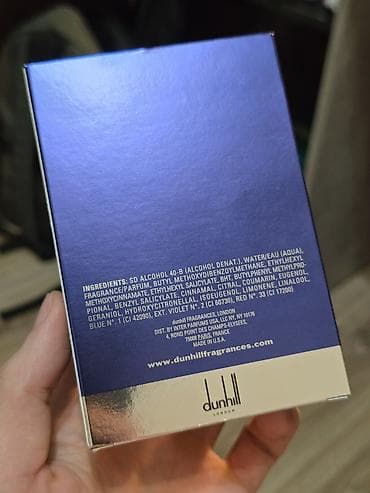 INGREDIENTS: SD ALCOHOL 40-B (ALCOHOL DENAT.), WATER/EAU (AQUA),
FRAGRANCE/PARFUM, BUTYL METHOXYDIBENZOYLMETHANE, ETHYLHEXYL
METHOXYCINNAMATE, ETHYLHEXYL SALICYLATE, BHT, BUTYLPHENYL METHYLPRO-
PIONAL, BENZYL SALICYLATE, CINNAMAL, CITRAL, COUMARIN, EUGENOL,
GERANIOL, HYDROXYCITRONELLAL, ISOEUGENOL, LIMONENE, LINALOOL,
BLUE N°. 1 (CI 42090), EXT. VIOLET N°. 2 (CI 60730), RED N°. 33 (CI 17200)
dunhill FRAGRANCES, LONDON
DIST. BY INTER PARFUMS USA, LLC NY, NY 10176
4, ROND POINT DES CHAMPS-ELYSEES,
75008 PARIS, FRANCE
MADE IN U.S.A.
www.dunhillfragrances.com
dunhill
LONDON